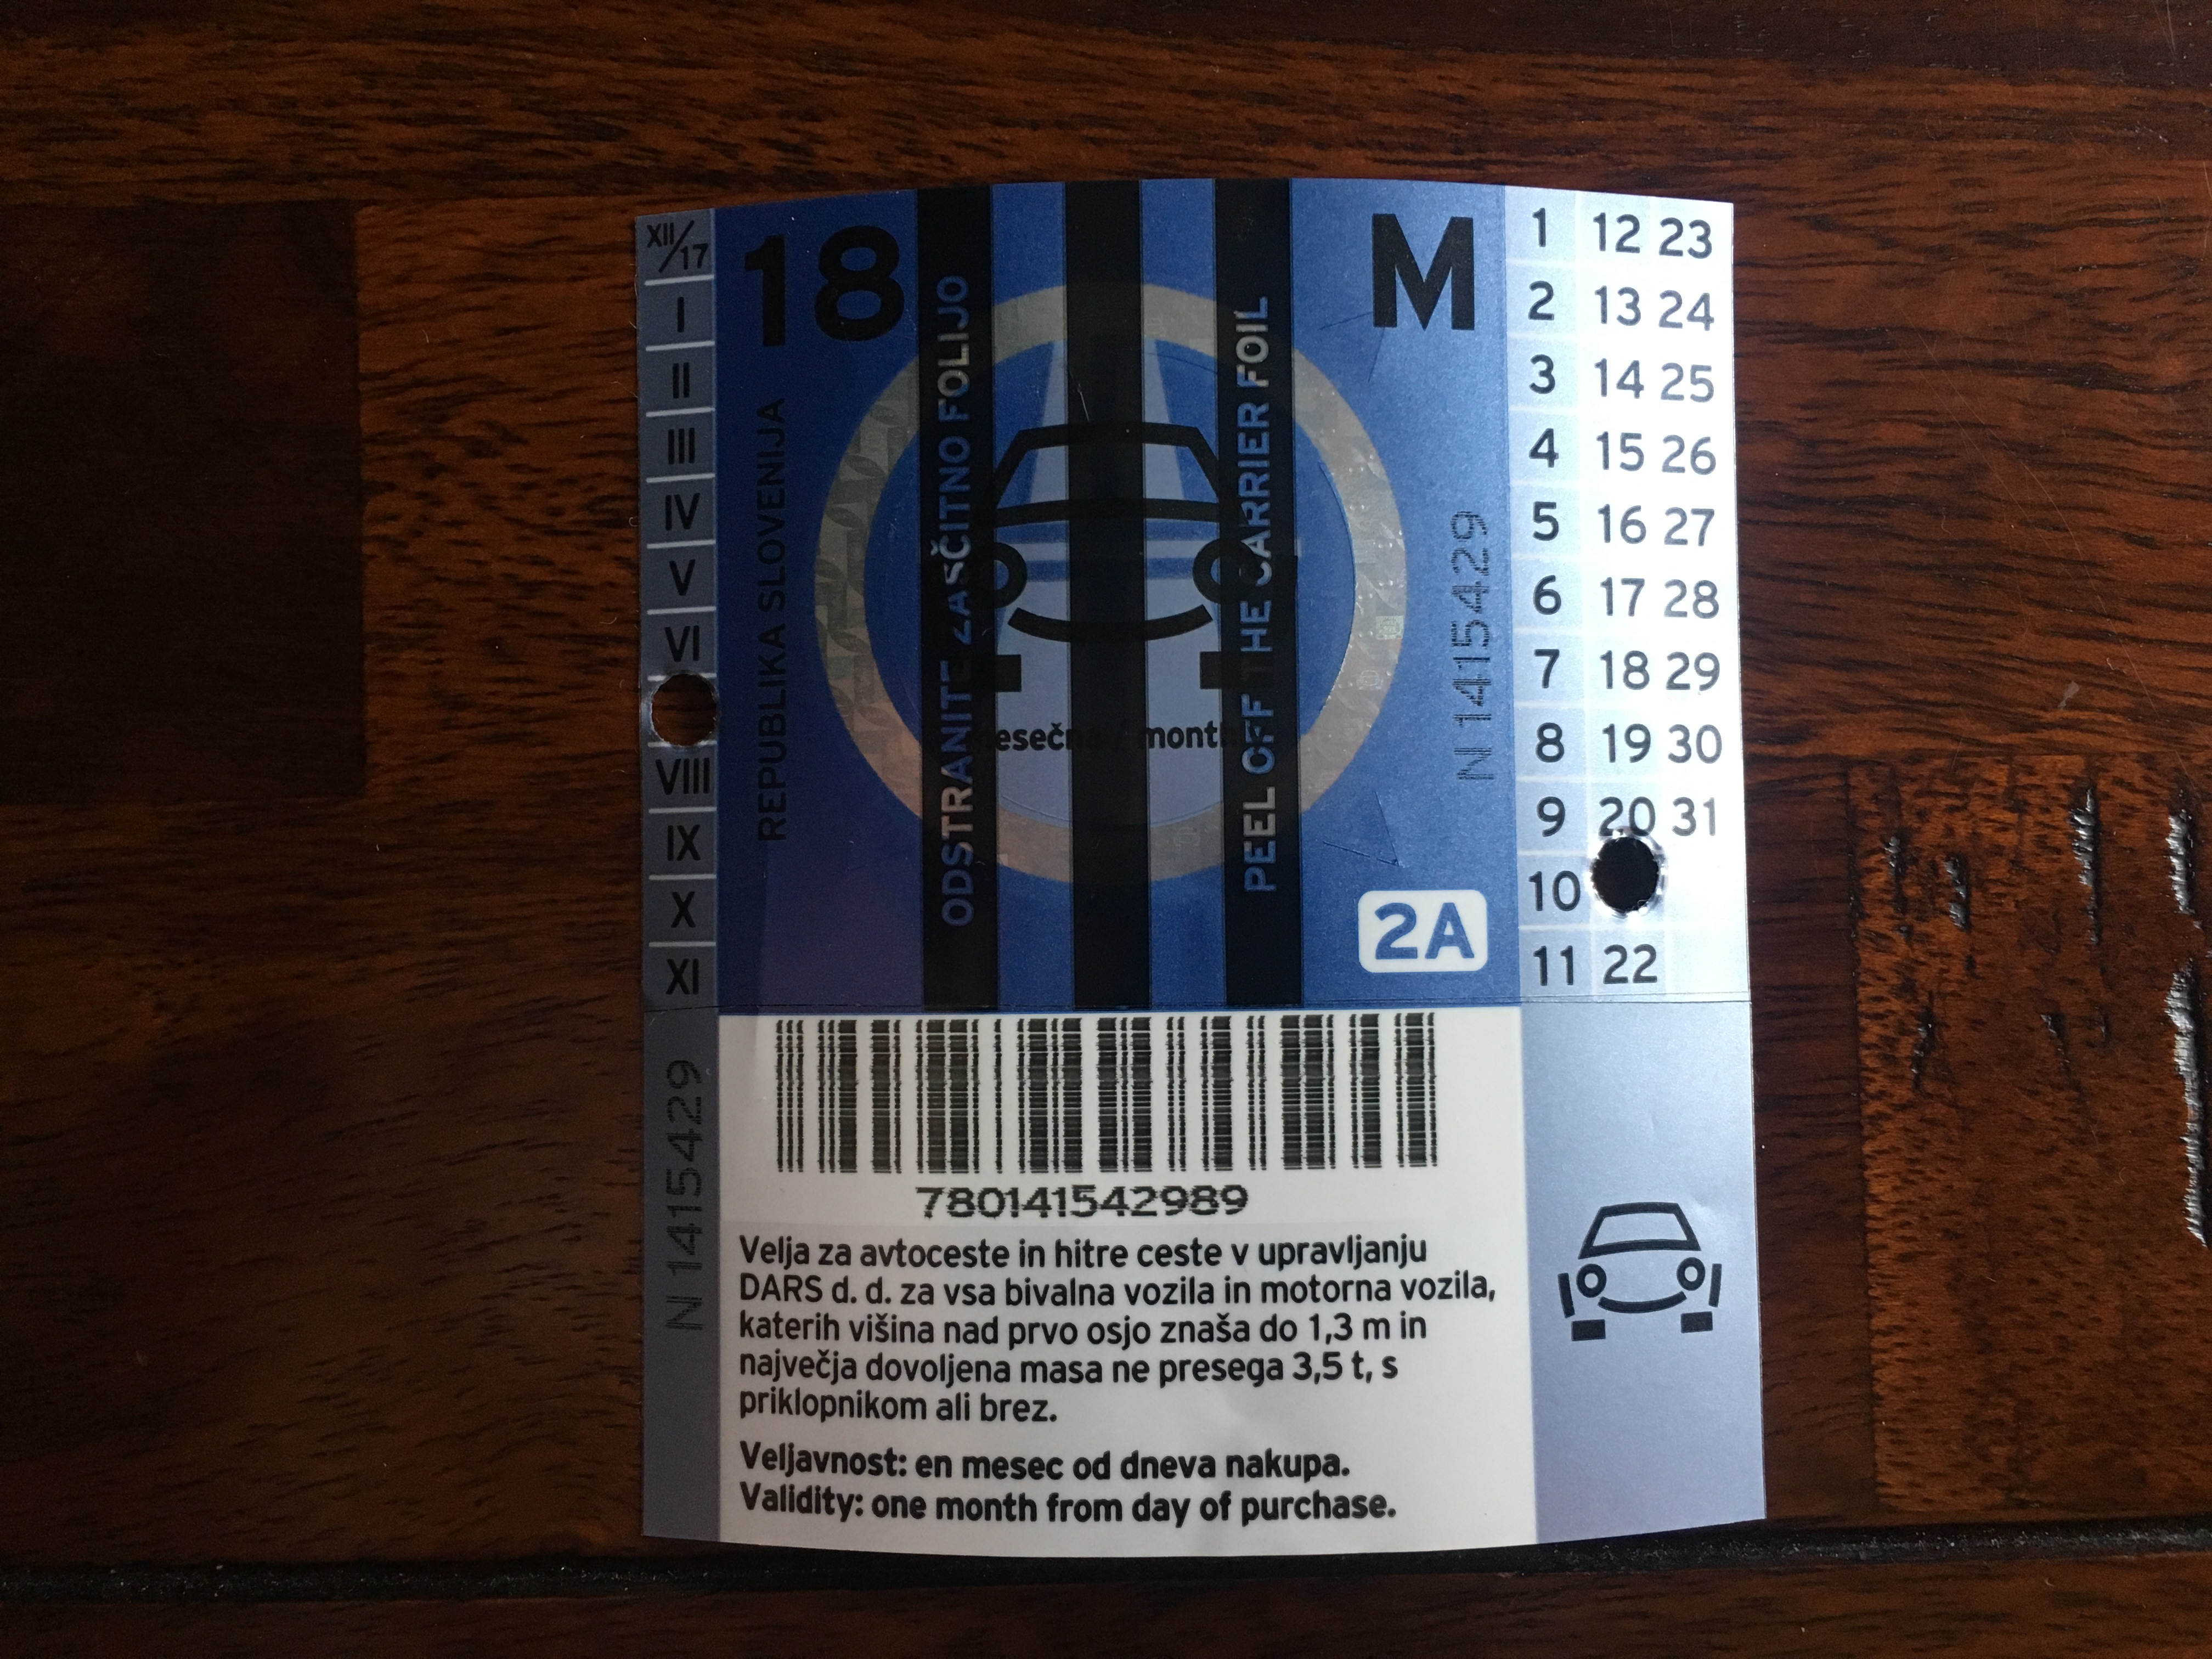 XII/17
I
II
III
IV
V
VI
VIII
IX
X
XI
18
M
REPUBLIKA SLOVENIJA
ODSTRANITE ZAŠČITNO FOLIJO
PEEL OFF THE CARRIER FOIL
N 1415429
2A
1 12 23
2 13 24
3 14 25
4 15 26
5 16 27
6 17 28
7 18 29
8 19 30
9 20 31
10
11 22
N 1415429
780141542989
Velja za avtoceste in hitre ceste v upravljanju
DARS d. d. za vsa bivalna vozila in motorna vozila,
katerih višina nad prvo osjo znaša do 1,3 m in
največja dovoljena masa ne presega 3,5 t, s
priklopnikom ali brez.
Veljavnost: en mesec od dneva nakupa.
Validity: one month from day of purchase.